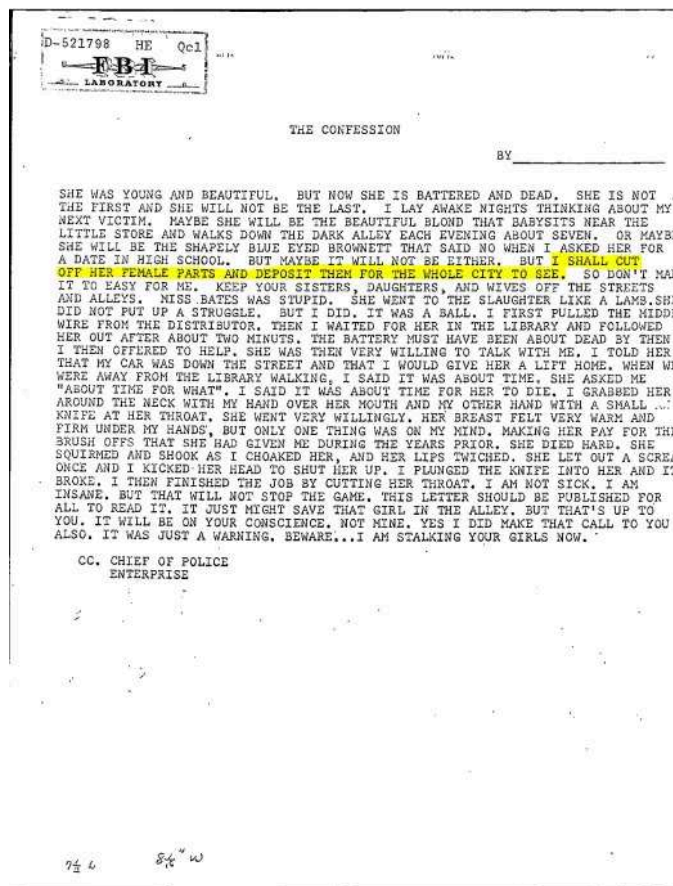 D-521798 HE Qc1
FBI
LABORATORY
THE CONFESSION
BY
SHE WAS YOUNG AND BEAUTIFUL. BUT NOW SHE IS BATTERED AND DEAD. SHE IS NOT
THE FIRST AND SHE WILL NOT BE THE LAST. I LAY AWAKE NIGHTS THINKING ABOUT MY
NEXT VICTIM. MAYBE SHE WILL BE THE BEAUTIFUL BLOND THAT BABYSITS NEAR THE
LITTLE STORE AND WALKS DOWN THE DARK ALLEY EACH EVENING ABOUT SEVEN. OR MAYBE
SHE WILL BE THE SHAPELY BLUE EYED BROWNETT THAT SAID NO WHEN I ASKED HER FOR
A DATE IN HIGH SCHOOL. BUT MAYBE IT WILL NOT BE EITHER. BUT I SHALL CUT
OFF HER FEMALE PARTS AND DEPOSIT THEM FOR THE WHOLE CITY TO SEE. SO DON'T MA
IT TO EASY FOR ME. KEEP YOUR SISTERS, DAUGHTERS, AND WIVES OFF THE STREETS
AND ALLEYS. MISS BATES WAS STUPID. SHE WENT TO THE SLAUGHTER LIKE A LAMB.SHE
DID NOT PUT UP A STRUGGLE. BUT I DID. IT WAS A BALL. I FIRST PULLED THE MIDD
WIRE FROM THE DISTRIBUTOR. THEN I WAITED FOR HER IN THE LIBRARY AND FOLLOWED
HER OUT AFTER ABOUT TWO MINUTS. THE BATTERY MUST HAVE BEEN ABOUT DEAD BY THEN
I THEN OFFERED TO HELP. SHE WAS THEN VERY WILLING TO TALK WITH ME. I TOLD HER
THAT MY CAR WAS DOWN THE STREET AND THAT I WOULD GIVE HER A LIFT HOME. WHEN W
WERE AWAY FROM THE LIBRARY WALKING, I SAID IT WAS ABOUT TIME. SHE ASKED ME
"ABOUT TIME FOR WHAT". I SAID IT WAS ABOUT TIME FOR HER TO DIE. I GRABBED HER
AROUND THE NECK WITH MY HAND OVER HER MOUTH AND MY OTHER HAND WITH A SMALL
KNIFE AT HER THROAT. SHE WENT VERY WILLINGLY. HER BREAST FELT VERY WARM AND
FIRM UNDER MY HANDS, BUT ONLY ONE THING WAS ON MY MIND. MAKING HER PAY FOR THE
BRUSH OFFS THAT SHE HAD GIVEN ME DURING THE YEARS PRIOR. SHE DIED HARD. SHE
SQUIRMED AND SHOOK AS I CHOAKED HER, AND HER LIPS TWICHED. SHE LET OUT A SCREA
ONCE AND I KICKED HER HEAD TO SHUT HER UP. I PLUNGED THE KNIFE INTO HER AND IT
BROKE. I THEN FINISHED THE JOB BY CUTTING HER THROAT. I AM NOT SICK. I AM
INSANE. BUT THAT WILL NOT STOP THE GAME. THIS LETTER SHOULD BE PUBLISHED FOR
ALL TO READ IT. IT JUST MIGHT SAVE THAT GIRL IN THE ALLEY. BUT THAT'S UP TO
YOU. IT WILL BE ON YOUR CONSCIENCE. NOT MINE. YES I DID MAKE THAT CALL TO YOU
ALSO. IT WAS JUST A WARNING. BEWARE...I AM STALKING YOUR GIRLS NOW.
CC. CHIEF OF POLICE
ENTERPRISE